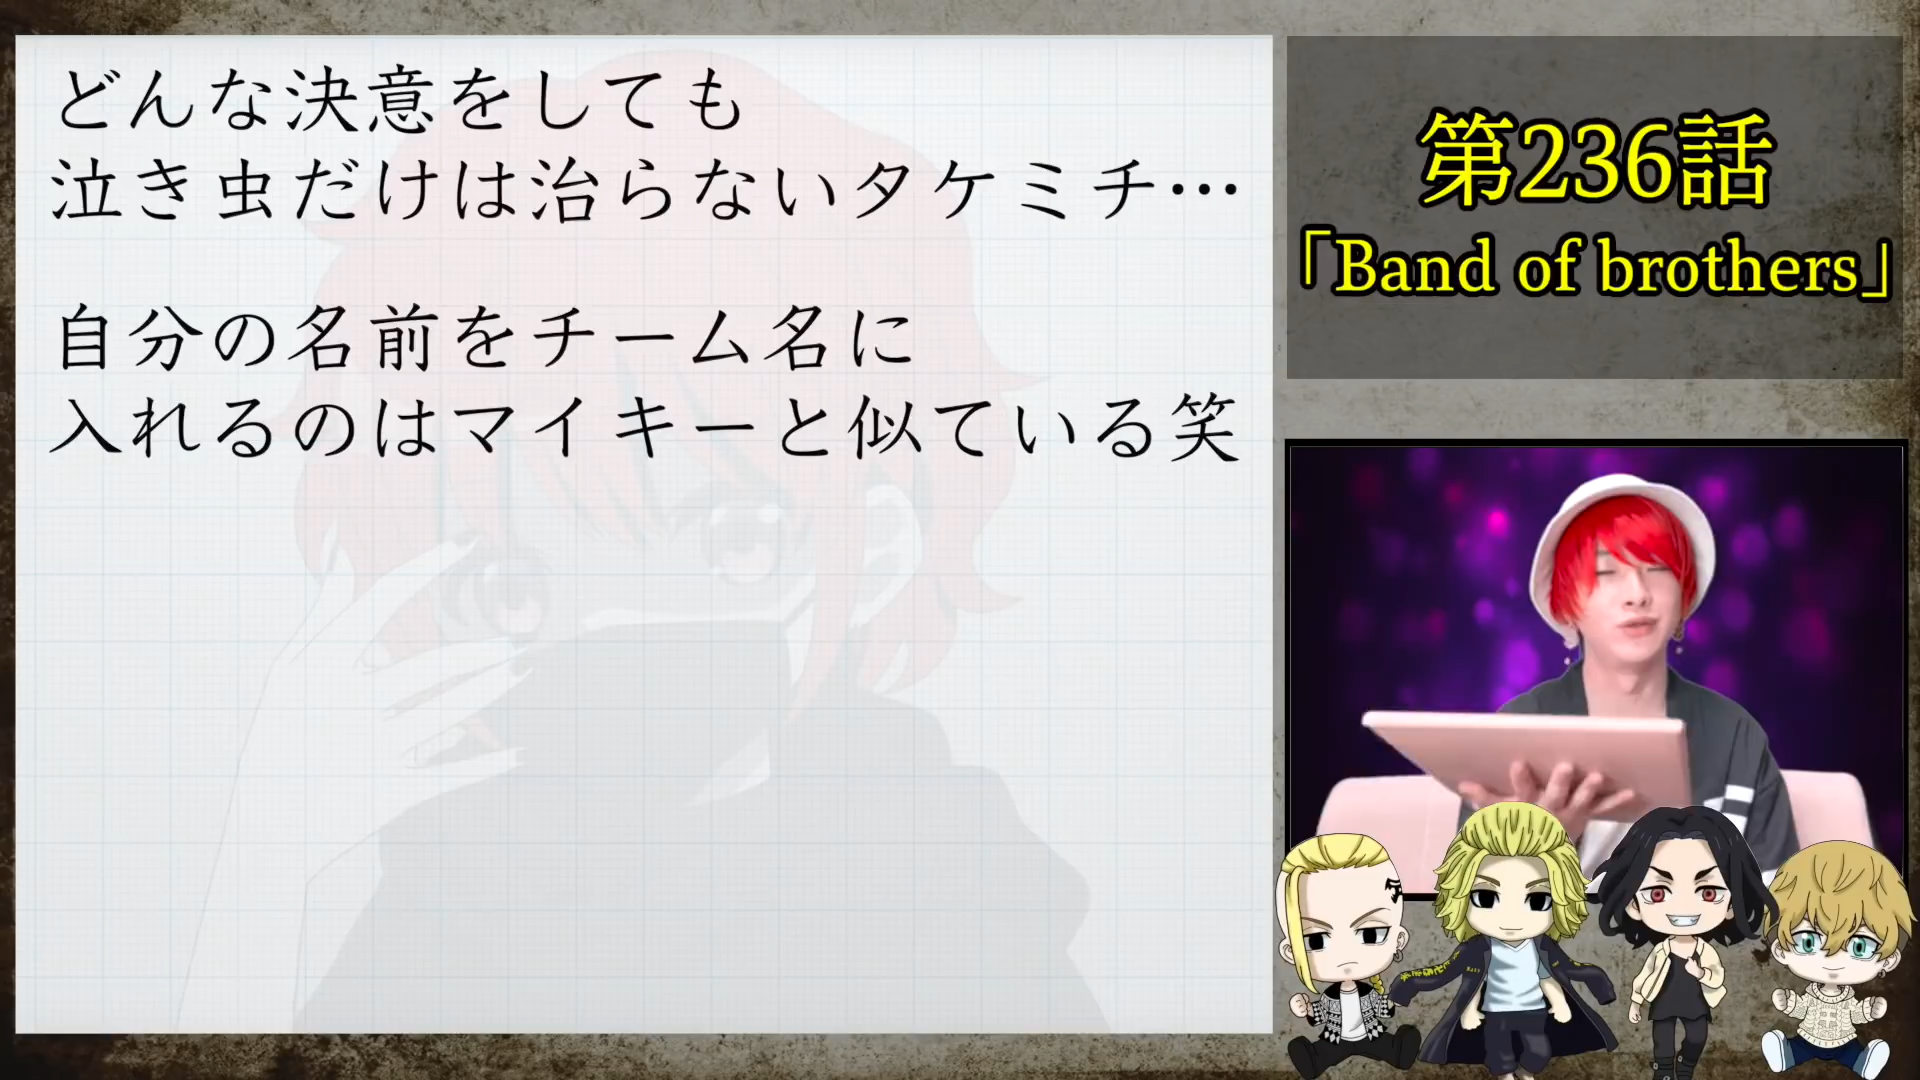 どんな決意をしても
泣き虫だけは治らないタケミチ…
自分の名前をチーム名に
入れるのはマイキーと似ている笑
第236話
「Band of brothers」